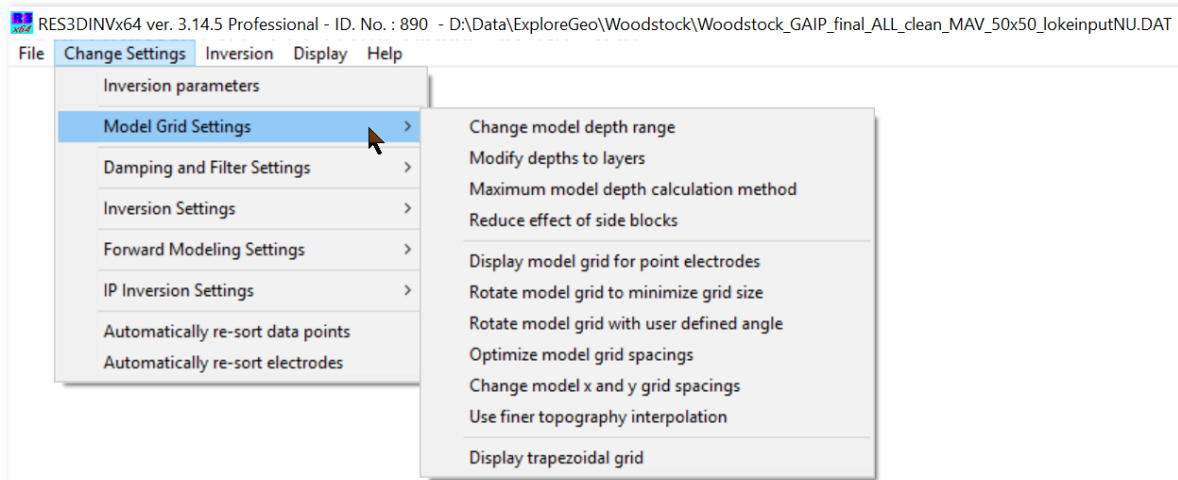 RES3DINVx64 ver. 3.14.5 Professional - ID. No. : 890 - D:\Data\ExploreGeo\Woodstock\Woodstock_GAIP_final_ALL_clean_MAV_50x50_lokeinputNU.DAT
File Change Settings Inversion Display Help
Inversion parameters
Model Grid Settings
Damping and Filter Settings
Inversion Settings
Forward Modeling Settings
IP Inversion Settings
Automatically re-sort data points
Automatically re-sort electrodes
Change model depth range
Modify depths to layers
Maximum model depth calculation method
Reduce effect of side blocks
Display model grid for point electrodes
Rotate model grid to minimize grid size
Rotate model grid with user defined angle
Optimize model grid spacings
Change model x and y grid spacings
Use finer topography interpolation
Display trapezoidal grid